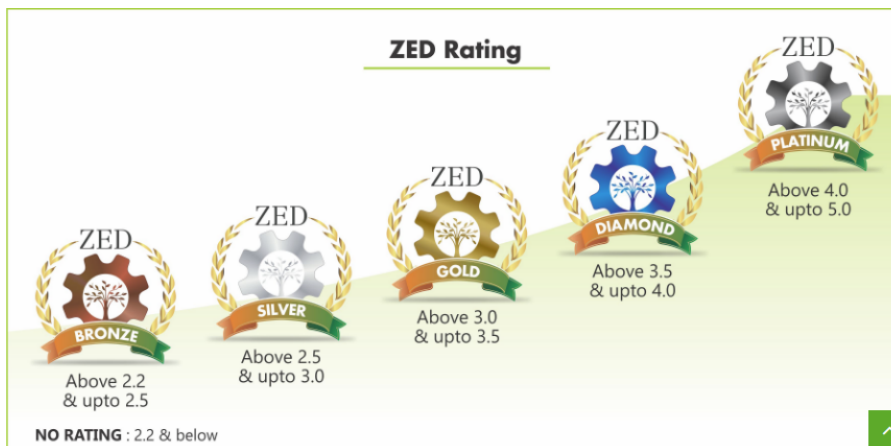 ZED Rating
ZED
BRONZE
Above 2.2
& upto 2.5
ZED
SILVER
Above 2.5
& upto 3.0
ZED
GOLD
Above 3.0
& upto 3.5
ZED
DIAMOND
Above 3.5
& upto 4.0
ZED
PLATINUM
Above 4.0
& upto 5.0
NO RATING : 2.2 & below